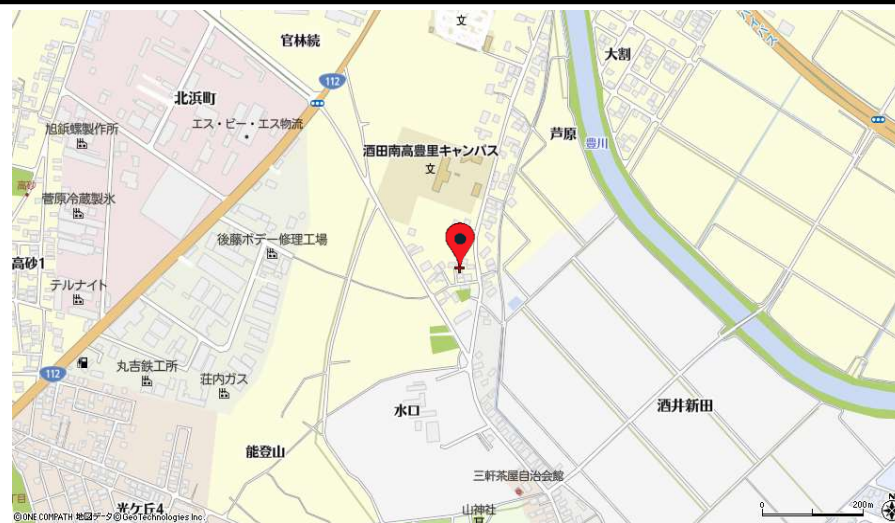 文
官林続
大割
112
北浜町
エス・ビー・エス物流
旭鋲螺製作所
芦原
豊川
酒田南高豊里キャンパス
文
高砂
菅原冷蔵製氷
後藤ボデー修理工場
高砂1
テルナイト
丸吉鉄工所
112
荘内ガス
水口
酒井新田
能登山
三軒茶屋自治会館
山神社
光ケ丘4
0 200m
©ONE COMPATH 地図データ©GeoTechnologies Inc.